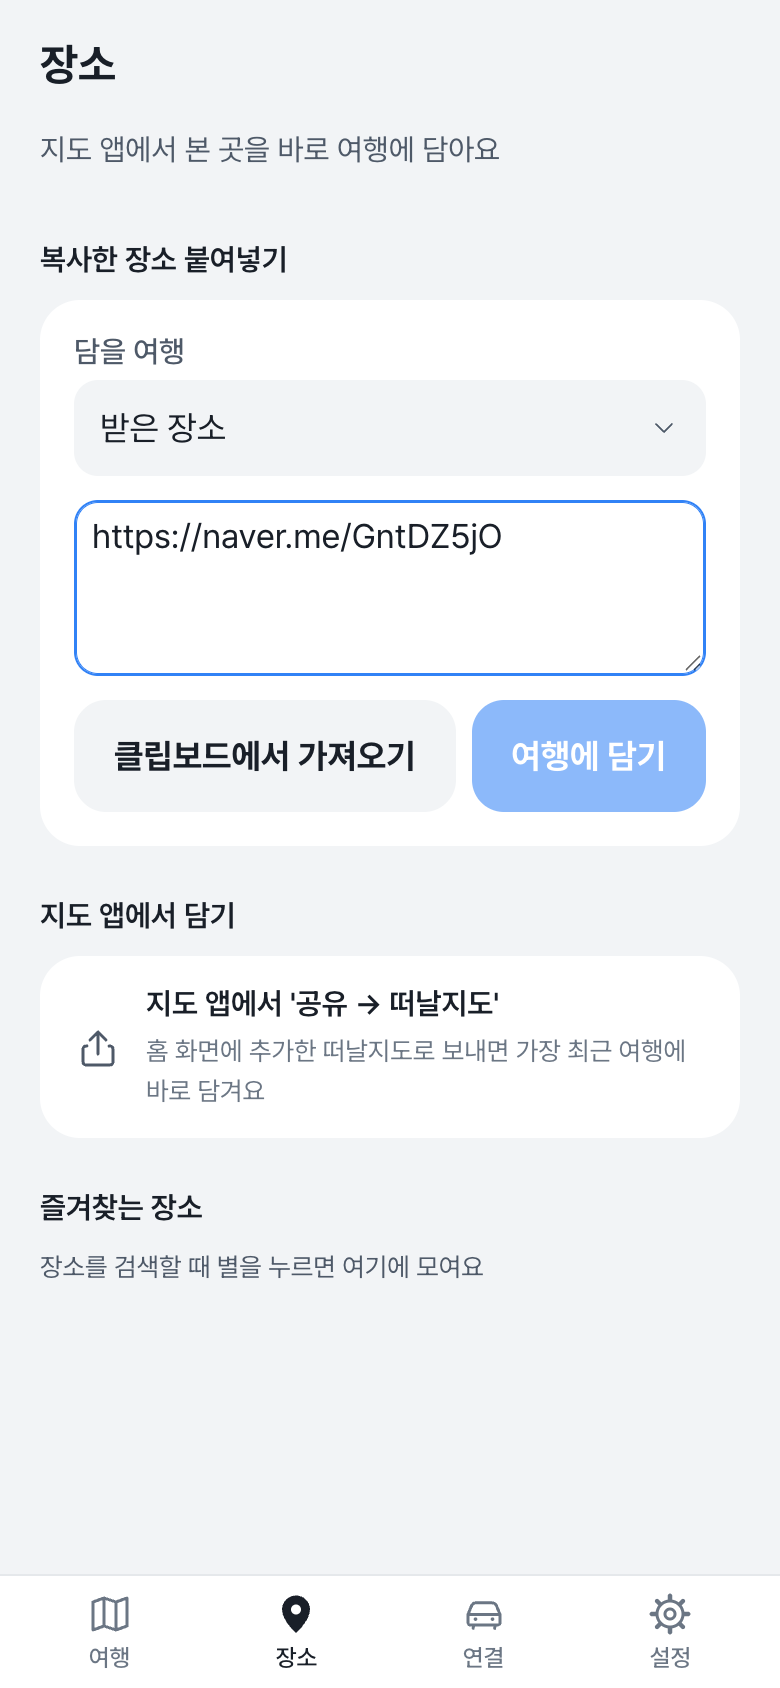 장소
지도 앱에서 본 곳을 바로 여행에 담아요
복사한 장소 붙여넣기
담을 여행
받은 장소
https://naver.me/GntDZ5jO
클립보드에서 가져오기
여행에 담기
지도 앱에서 담기
지도 앱에서 '공유 → 떠날지도'
홈 화면에 추가한 떠날지도로 보내면 가장 최근 여행에
바로 담겨요
즐겨찾는 장소
장소를 검색할 때 별을 누르면 여기에 모여요
여행
장소
연결
설정